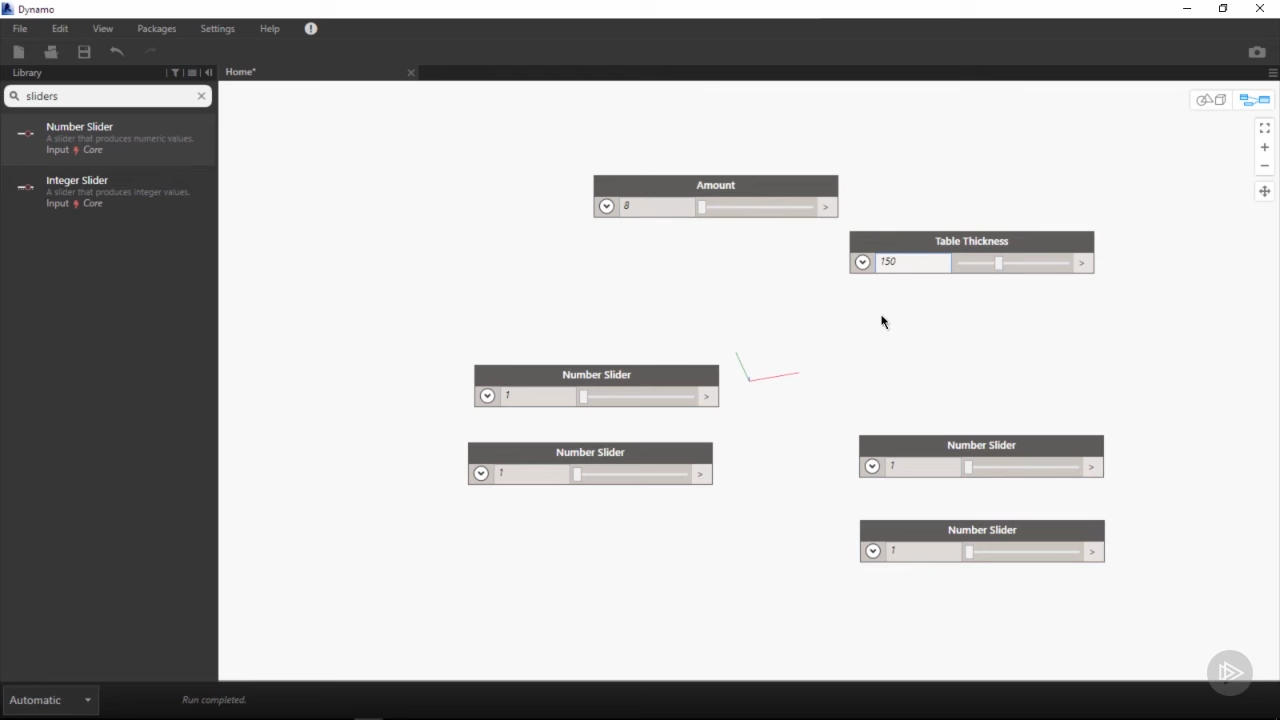 Dynamo
File Edit View Packages Settings Help
Library
Home*
sliders
Number Slider
A slider that produces numeric values.
Input Core
Integer Slider
A slider that produces integer values.
Input Core
Amount
8 >
Table Thickness
150 >
Number Slider
1 >
Number Slider
1 >
Number Slider
1 >
Number Slider
1 >
Automatic
Run completed.